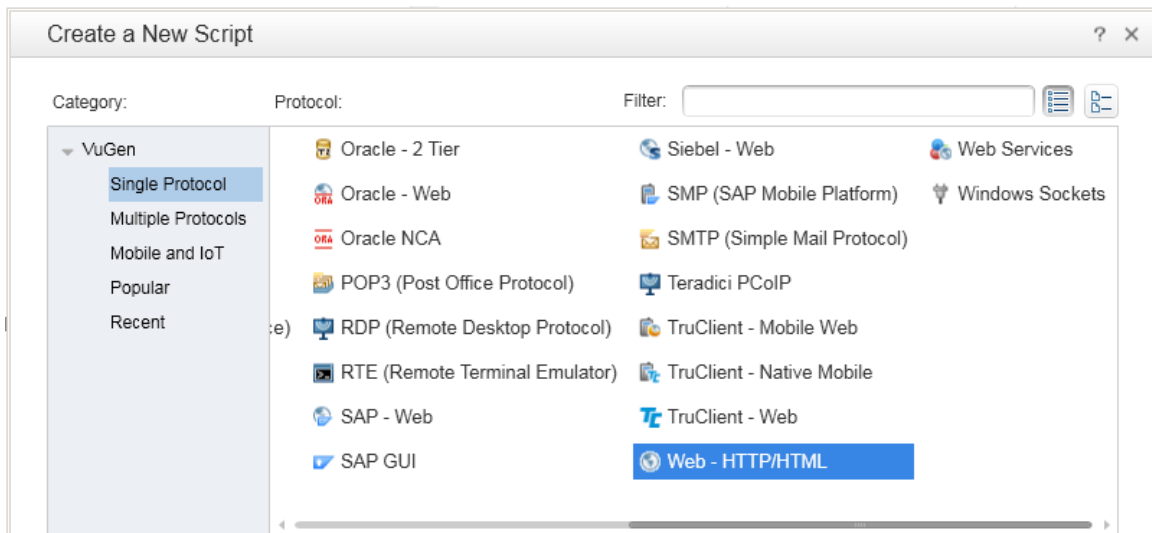 Create a New Script
?
Category:
Protocol:
Filter:
VuGen
Single Protocol
Multiple Protocols
Mobile and IoT
Popular
Recent
:e)
Oracle - 2 Tier
Oracle - Web
Oracle NCA
POP3 (Post Office Protocol)
RDP (Remote Desktop Protocol)
RTE (Remote Terminal Emulator)
SAP - Web
SAP GUI
Siebel - Web
SMP (SAP Mobile Platform)
SMTP (Simple Mail Protocol)
Teradici PCoIP
TruClient - Mobile Web
TruClient - Native Mobile
TruClient - Web
Web - HTTP/HTML
Web Services
Windows Sockets